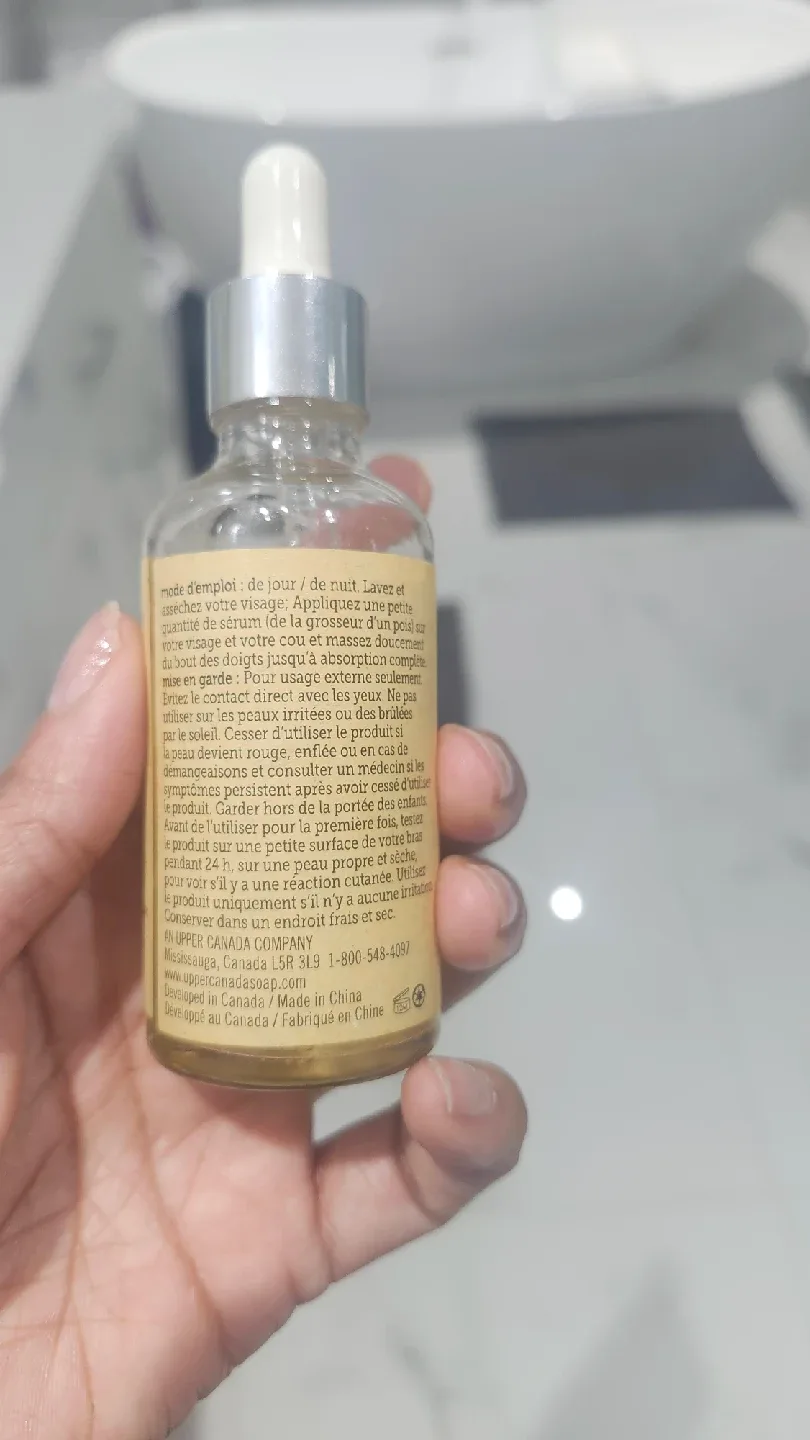 mode d'emploi : de jour / de nuit. Lavez et
asséchez votre visage; Appliquez une petite
quantité de sérum (de la grosseur d'un pois) sur
votre visage et votre cou et massez doucement
du bout des doigts jusqu'à absorption complète.
mise en garde : Pour usage externe seulement.
Évitez le contact direct avec les yeux. Ne pas
utiliser sur les peaux irritées ou des brûlées
par le soleil. Cesser d'utiliser le produit si
la peau devient rouge, enflée ou en cas de
démangeaisons et consulter un médecin si les
symptômes persistent après avoir cessé d'utiliser
le produit. Garder hors de la portée des enfants.
Avant de l'utiliser pour la première fois, testez
le produit sur une petite surface de votre bras
pendant 24 h, sur une peau propre et sèche,
pour voir s'il y a une réaction cutanée. Utilisez
le produit uniquement s'il n'y a aucune irritation.
Conserver dans un endroit frais et sec.
AN UPPER CANADA COMPANY
Mississauga, Canada L5R 3L9 1-800-548-4097
www.uppercanadasoap.com
Developed in Canada / Made in China
Développé au Canada / Fabriqué en Chine